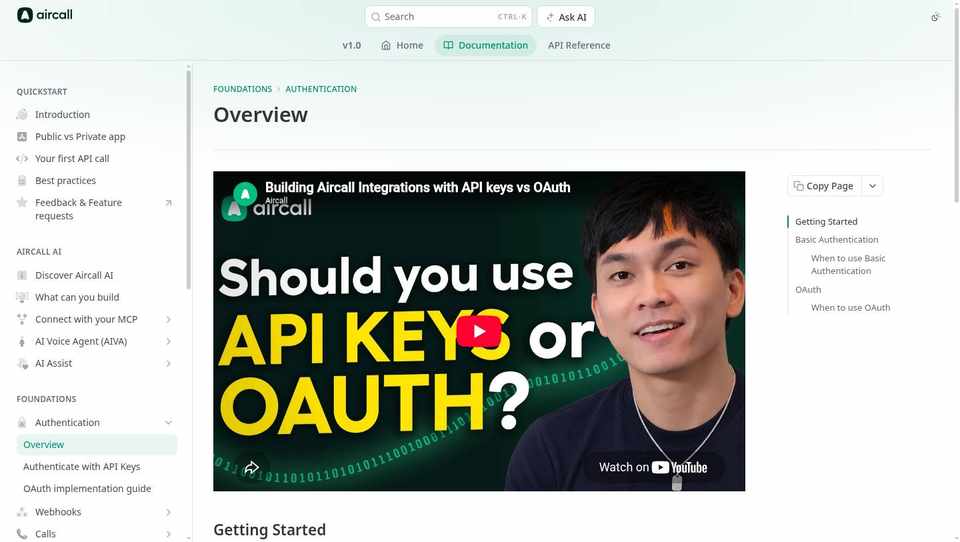 aircall
Search
CTRL-K
Ask AI
v1.0
Home
Documentation
API Reference
QUICKSTART
Introduction
Public vs Private app
Your first API call
Best practices
Feedback & Feature
requests
AIRCALL AI
Discover Aircall AI
What can you build
Connect with your MCP
AI Voice Agent (AIVA)
AI Assist
FOUNDATIONS
Authentication
Overview
Authenticate with API Keys
OAuth implementation guide
Webhooks
Calls
FOUNDATIONS > AUTHENTICATION
Overview
Building Aircall Integrations with API keys vs OAuth
Aircall
aircall
Should you use
API KEYS or
OAUTH?
Watch on YouTube
Getting Started
Copy Page
Getting Started
Basic Authentication
When to use Basic
Authentication
OAuth
When to use OAuth